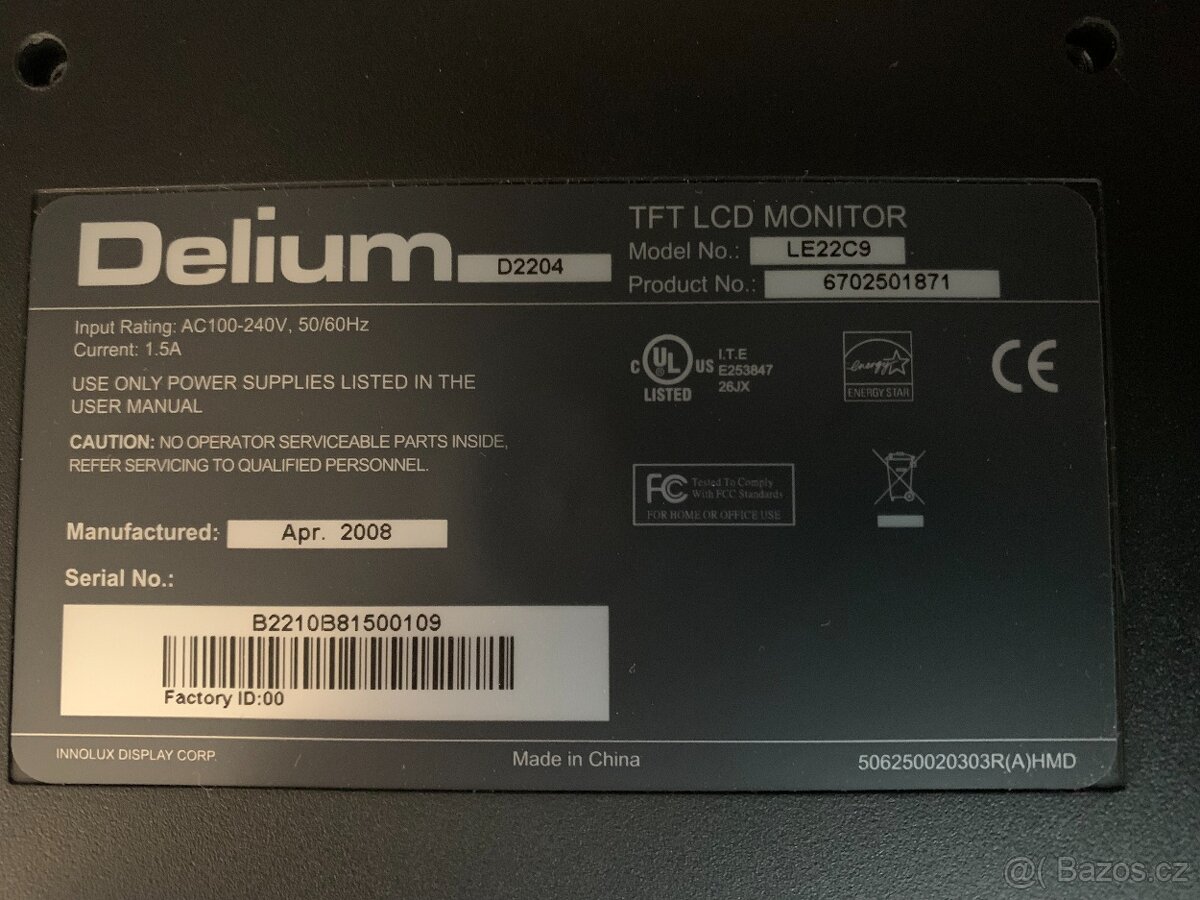 Delium D2204
TFT LCD MONITOR
Model No.: LE22C9
Product No.: 6702501871
Input Rating: AC100-240V, 50/60Hz
Current: 1.5A
USE ONLY POWER SUPPLIES LISTED IN THE
USER MANUAL
CAUTION: NO OPERATOR SERVICEABLE PARTS INSIDE,
REFER SERVICING TO QUALIFIED PERSONNEL.
C UL US
LISTED
I.T.E
E253847
26JX
energy
ENERGY STAR
CE
FC Tested To Comply
With FCC Standards
FOR HOME OR OFFICE USE
Manufactured: Apr. 2008
Serial No.:
B2210B81500109
Factory ID:00
INNOLUX DISPLAY CORP.
Made in China
506250020303R(A)HMD
@( Bazos.cz